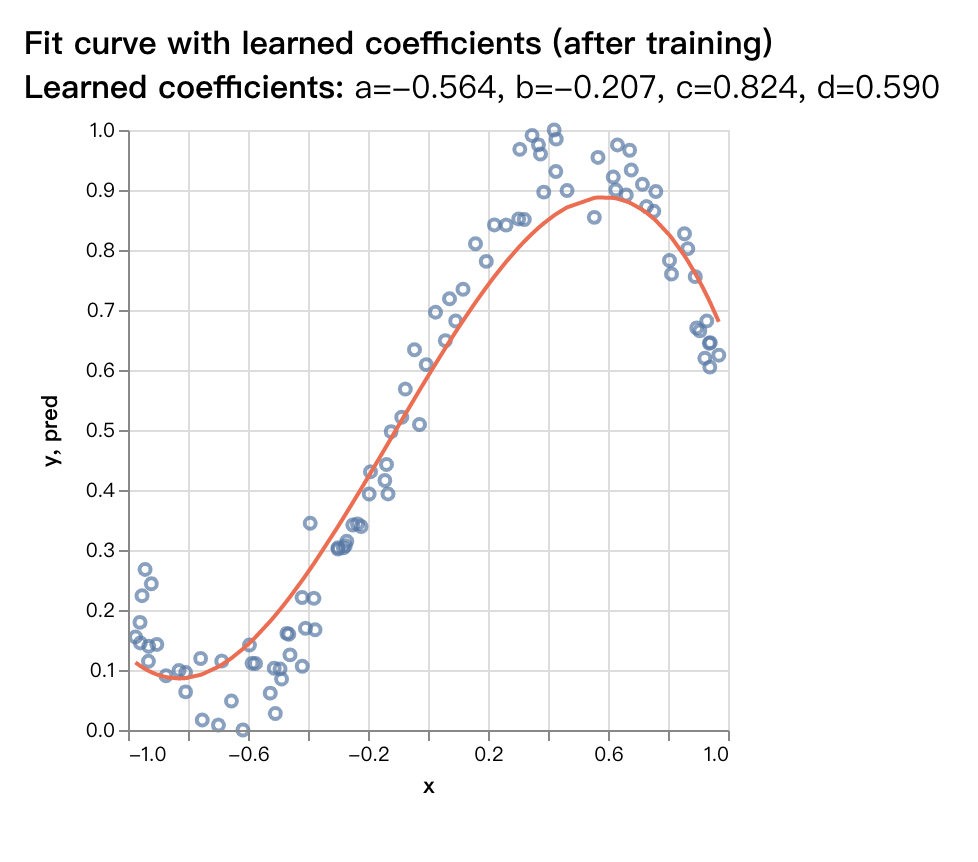 Fit curve with learned coefficients (after training)
Learned coefficients: a=−0.564, b=−0.207, c=0.824, d=0.590
1.0
0.9
0.8
0.7
0.6
0.5
0.4
0.3
0.2
0.1
0.0
y, pred
−1.0 −0.6 −0.2 0.2 0.6 1.0
x